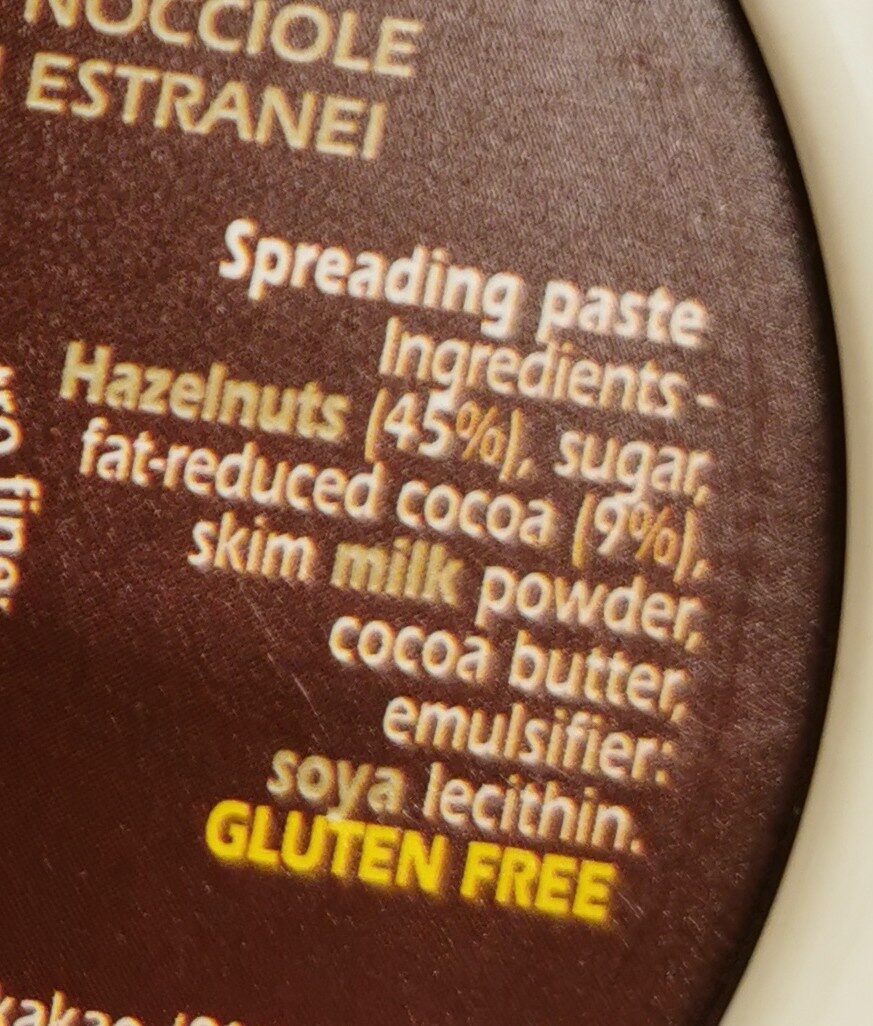 NOCCIOLE
ESTRANEI
Spreading paste
Ingredients -
Hazelnuts (45%), sugar,
fat-reduced cocoa (9%),
skim milk powder,
cocoa butter,
emulsifier:
soya lecithin.
GLUTEN FREE